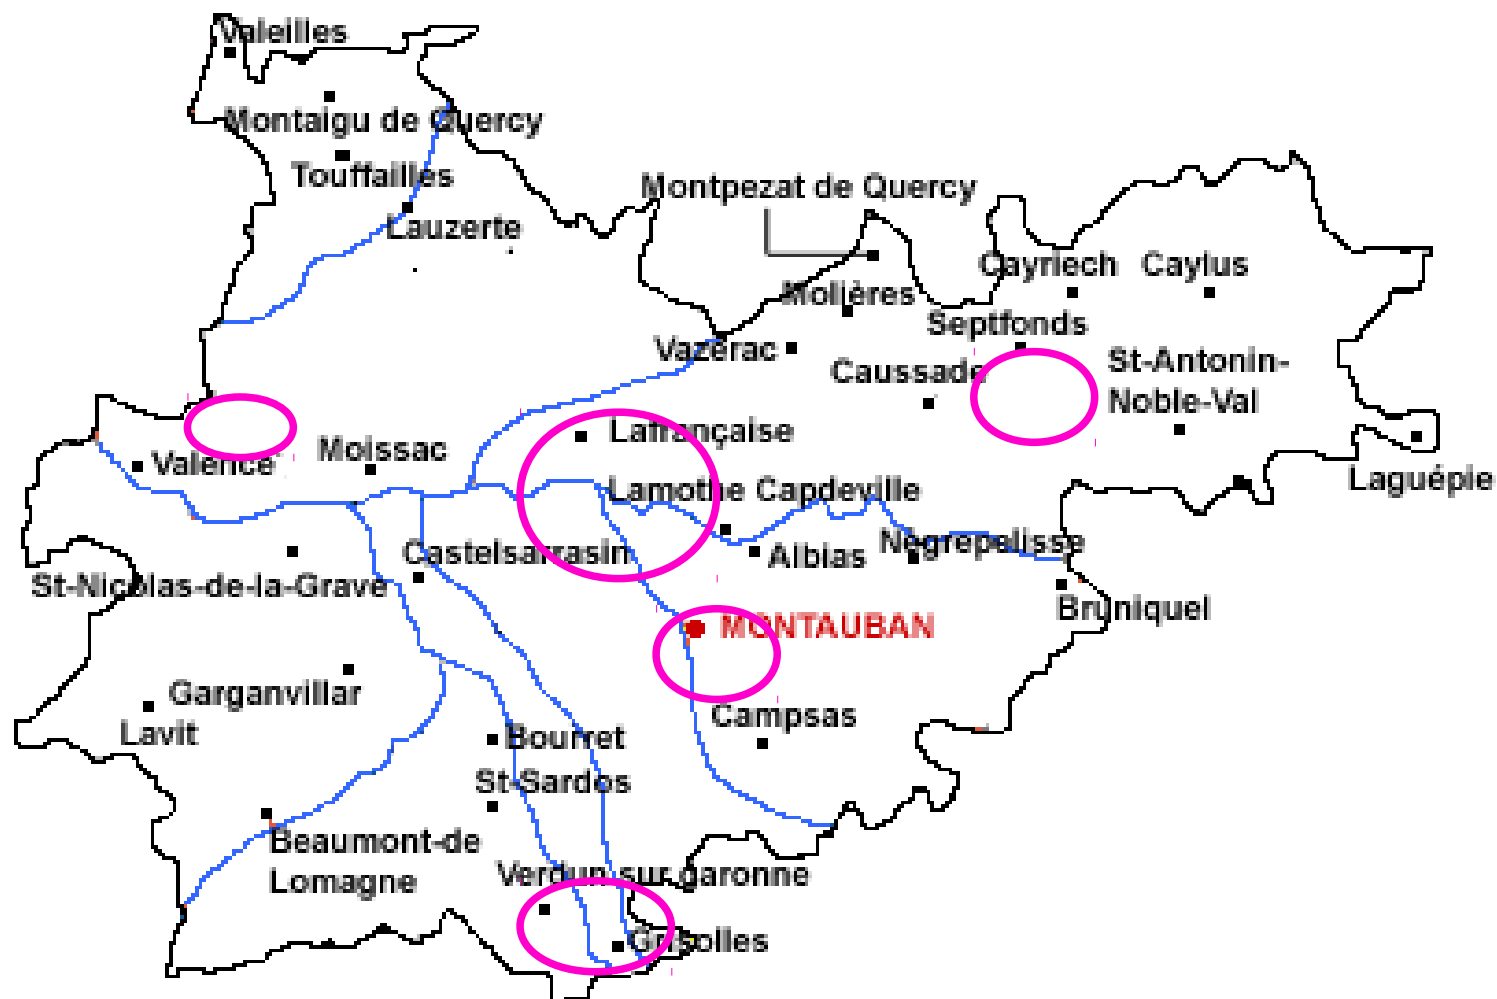 Valeilles
Montaigu de Quercy
Touffailles
Montpezat de Quercy
Lauzerte
Cayriech Caylus
Molières
Septfonds
Vazerac
St-Antonin-
Noble-Val
Caussade
Lafrançaise
Moissac
Valence
Laguépie
Lamothe Capdeville
Nègrepelisse
Castelsarrasin
Albias
St-Nicolas-de-la-Grave
Bruniquel
MONTAUBAN
Garganvillar
Campsas
Lavit
Bourret
St-Sardos
Beaumont-de
Lomagne
Verdun sur garonne
Grisolles